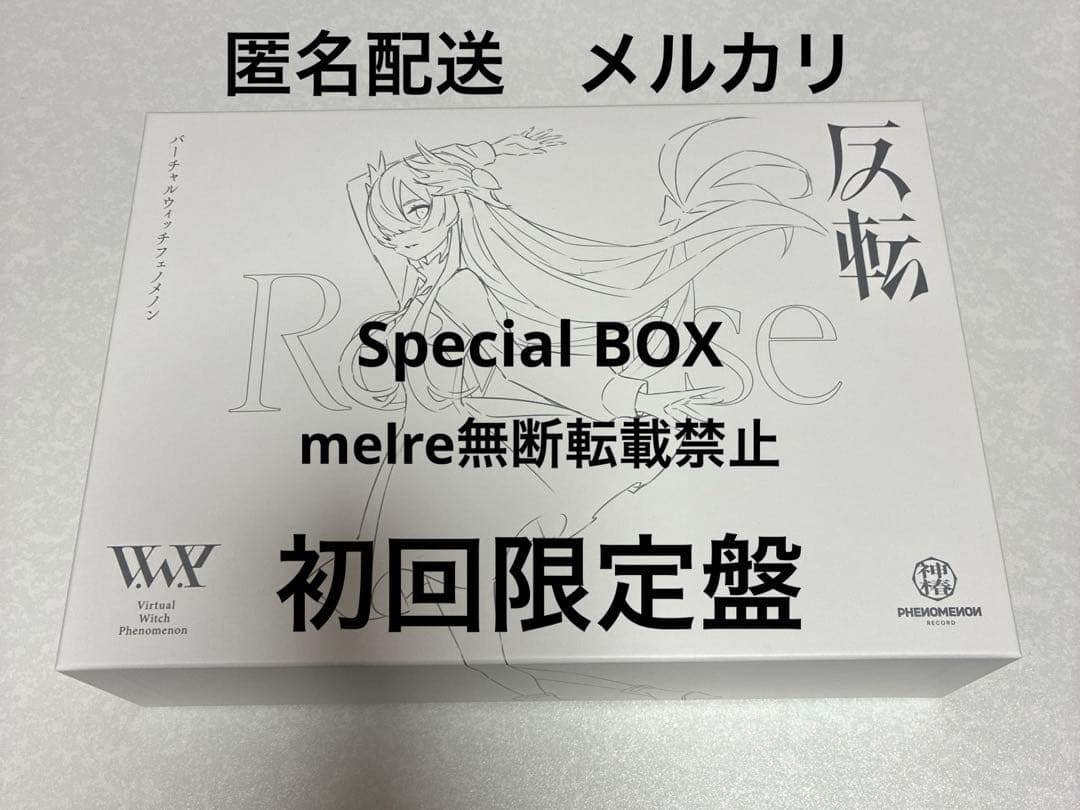 匿名配送　メルカリ
バーチャルウィッチフェノメノン
反転
Special BOX
melre無断転載禁止
初回限定盤
V.W.P
Virtual
Witch
Phenomenon
神椿
PHENOMENON
RECORD